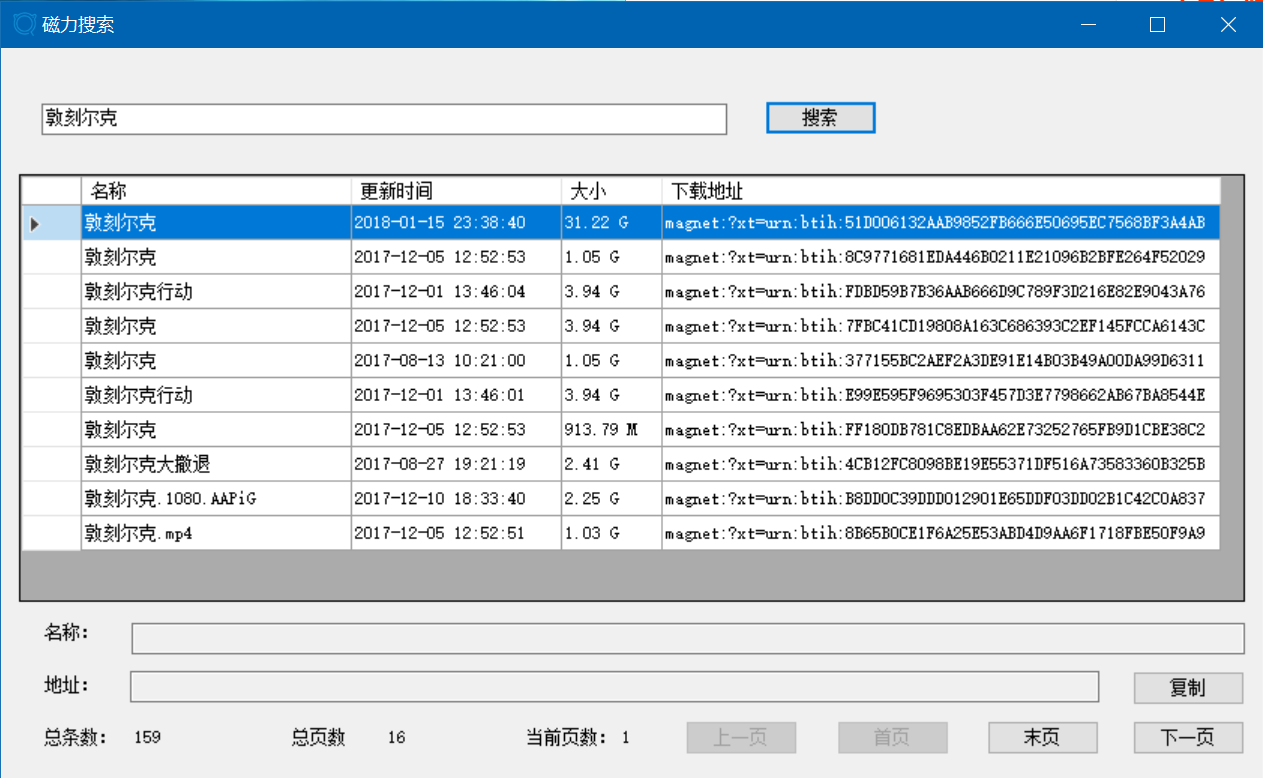 磁力搜索
敦刻尔克 搜索
名称 更新时间 大小 下载地址
敦刻尔克 2018-01-15 23:38:40 31.22 G magnet:?xt=urn:btih:51D006132AAB9852FB666E50695EC7568BF3A4AB
敦刻尔克 2017-12-05 12:52:53 1.05 G magnet:?xt=urn:btih:8C9771681EDA446B0211E21096B2BFE264F52029
敦刻尔克行动 2017-12-01 13:46:04 3.94 G magnet:?xt=urn:btih:FDBD59B7B36AAB666D9C789F3D216E82E9043A76
敦刻尔克 2017-12-05 12:52:53 3.94 G magnet:?xt=urn:btih:7FBC41CD19808A163C686393C2EF145FCCA6143C
敦刻尔克 2017-08-13 10:21:00 1.05 G magnet:?xt=urn:btih:377155BC2AEF2A3DE91E14B03B49A00DA99D6311
敦刻尔克行动 2017-12-01 13:46:01 3.94 G magnet:?xt=urn:btih:E99E595F9695303F457D3E7798662AB67BA8544E
敦刻尔克 2017-12-05 12:52:53 913.79 M magnet:?xt=urn:btih:FF180DB781C8EDBAA62E73252765FB9D1CBE38C2
敦刻尔克大撤退 2017-08-27 19:21:19 2.41 G magnet:?xt=urn:btih:4CB12FC8098BE19E55371DF516A73583360B325B
敦刻尔克.1080.AAPiG 2017-12-10 18:33:40 2.25 G magnet:?xt=urn:btih:B8DD0C39DDD012901E65DDF03DD02B1C42C0A837
敦刻尔克.mp4 2017-12-05 12:52:51 1.03 G magnet:?xt=urn:btih:8B65B0CE1F6A25E53ABD4D9AA6F1718FBE50F9A9
名称：
地址： 复制
总条数： 159 总页数 16 当前页数： 1 上一页 首页 末页 下一页